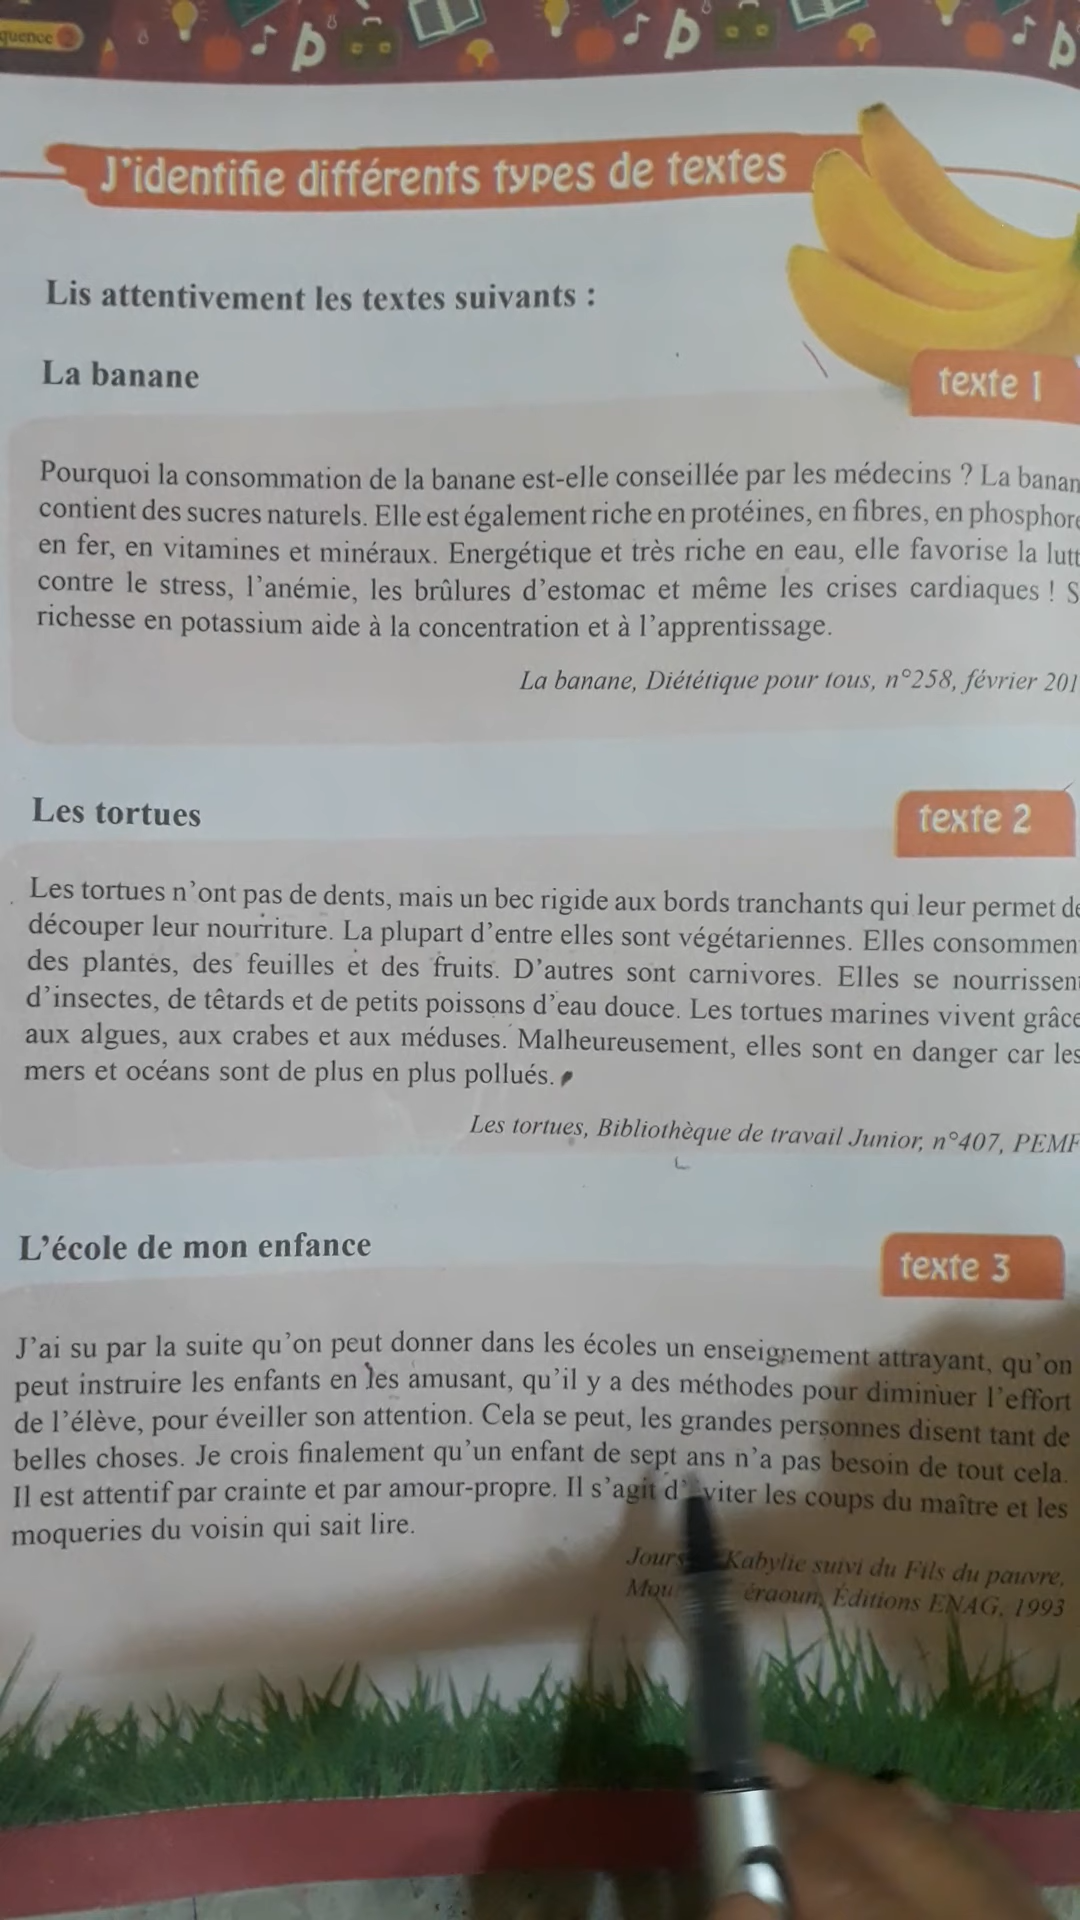 quence 2
J'identifie différents types de textes
Lis attentivement les textes suivants :
La banane
texte 1
Pourquoi la consommation de la banane est-elle conseillée par les médecins ? La banan
contient des sucres naturels. Elle est également riche en protéines, en fibres, en phosphore
en fer, en vitamines et minéraux. Energétique et très riche en eau, elle favorise la lutt
contre le stress, l'anémie, les brûlures d'estomac et même les crises cardiaques ! S
richesse en potassium aide à la concentration et à l'apprentissage.
La banane, Diététique pour tous, n°258, février 201
Les tortues
texte 2
Les tortues n'ont pas de dents, mais un bec rigide aux bords tranchants qui leur permet de
découper leur nourriture. La plupart d'entre elles sont végétariennes. Elles consommen
des plantes, des feuilles et des fruits. D'autres sont carnivores. Elles se nourrissent
d'insectes, de têtards et de petits poissons d'eau douce. Les tortues marines vivent grâce
aux algues, aux crabes et aux méduses. Malheureusement, elles sont en danger car les
mers et océans sont de plus en plus pollués.
Les tortues, Bibliothèque de travail Junior, n°407, PEMF
L'école de mon enfance
texte 3
J'ai su par la suite qu'on peut donner dans les écoles un enseignement attrayant, qu'on
peut instruire les enfants en les amusant, qu'il y a des méthodes pour diminuer l'effort
de l'élève, pour éveiller son attention. Cela se peut, les grandes personnes disent tant de
belles choses. Je crois finalement qu'un enfant de sept ans n'a pas besoin de tout cela.
Il est attentif par crainte et par amour-propre. Il s'agit d' viter les coups du maître et les
moqueries du voisin qui sait lire.
Jours Kabylie suivi du Fils du pauvre,
Mou éraoun, Éditions ENAG, 1993